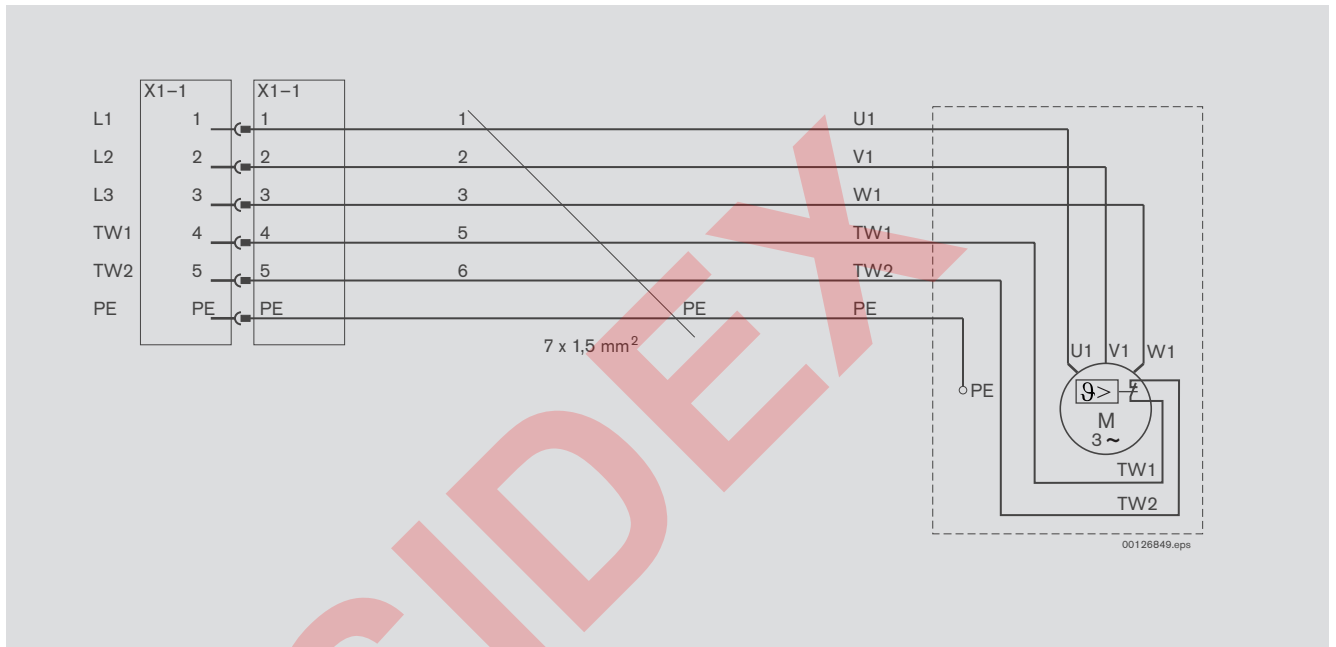 X1-1 X1-1
L1 1 1 1 U1
L2 2 2 2 V1
L3 3 3 3 W1
TW1 4 4 5 TW1
TW2 5 5 6 TW2
PE PE PE PE PE
7 x 1,5 mm²
U1 V1 W1
PE
ϑ>
M
3 ~
TW1
TW2
00126849.eps
SIDEX